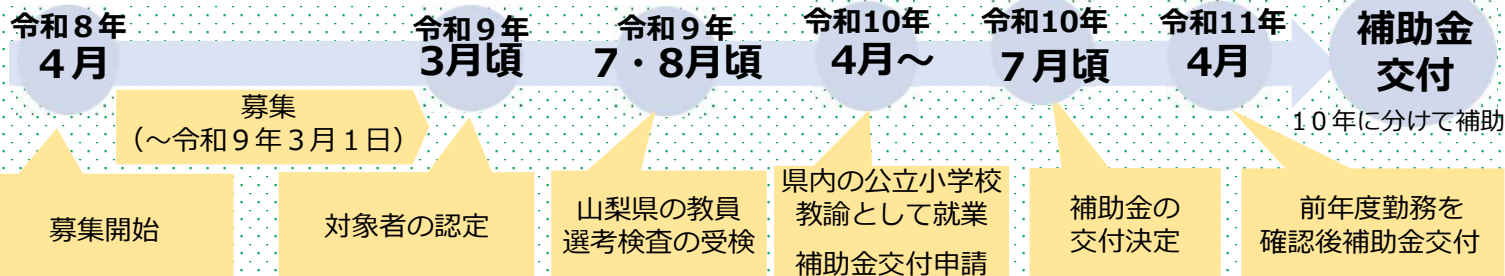 令和８年
４月
令和９年
3月頃
令和９年
7・8月頃
令和10年
4月～
令和10年
７月頃
令和11年
4月
補助金
交付
１０年に分けて補助
募集
（～令和９年３月１日）
募集開始
対象者の認定
山梨県の教員
選考検査の受検
県内の公立小学校
教諭として就業
補助金交付申請
補助金の
交付決定
前年度勤務を
確認後補助金交付